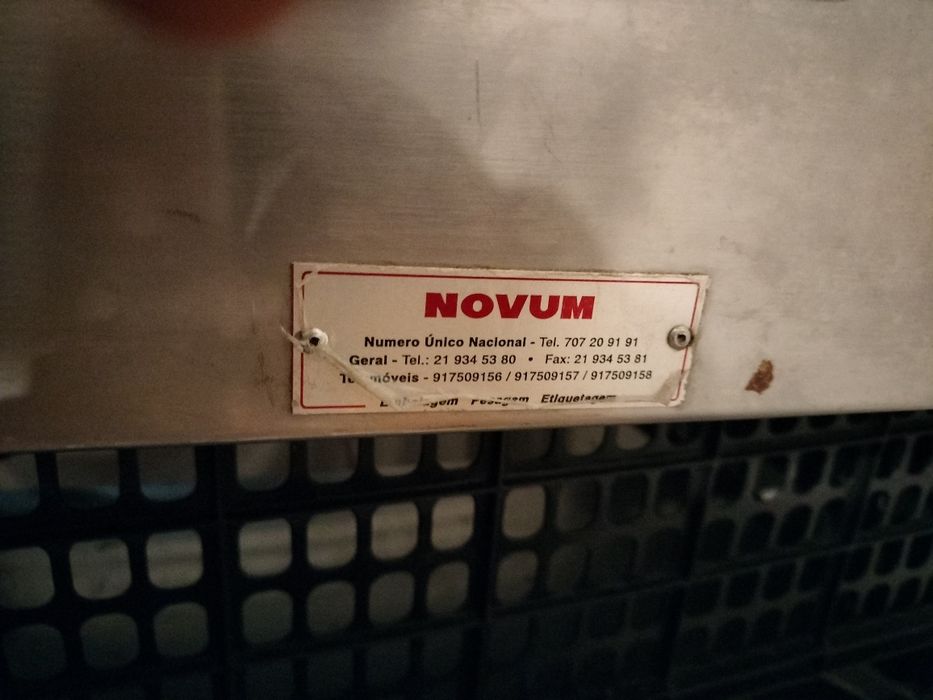 NOVUM
Numero Único Nacional - Tel. 707 20 91 91
Geral - Tel.: 21 934 53 80 • Fax: 21 934 53 81
- 917509156 / 917509157 / 917509158
Embalagem Pesagem Etiquetagem